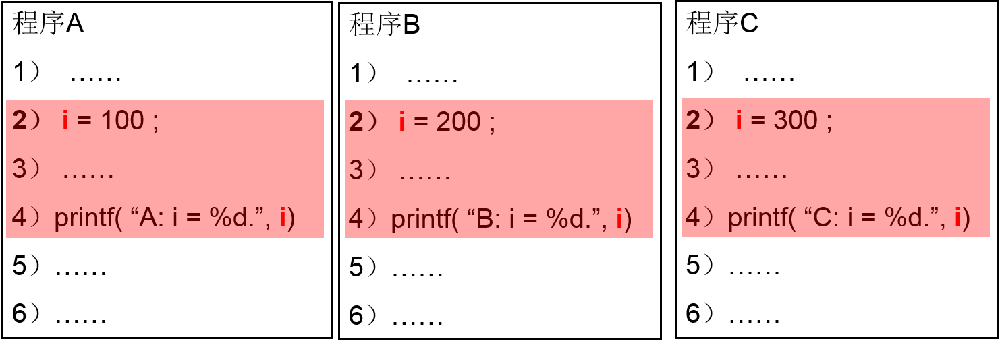 程序A
1） ……
2） i = 100 ;
3） ……
4）printf( “A: i = %d.”, i)
5）……
6）……
程序B
1） ……
2） i = 200 ;
3） ……
4）printf( “B: i = %d.”, i)
5）……
6）……
程序C
1） ……
2） i = 300 ;
3） ……
4）printf( “C: i = %d.”, i)
5）……
6）……